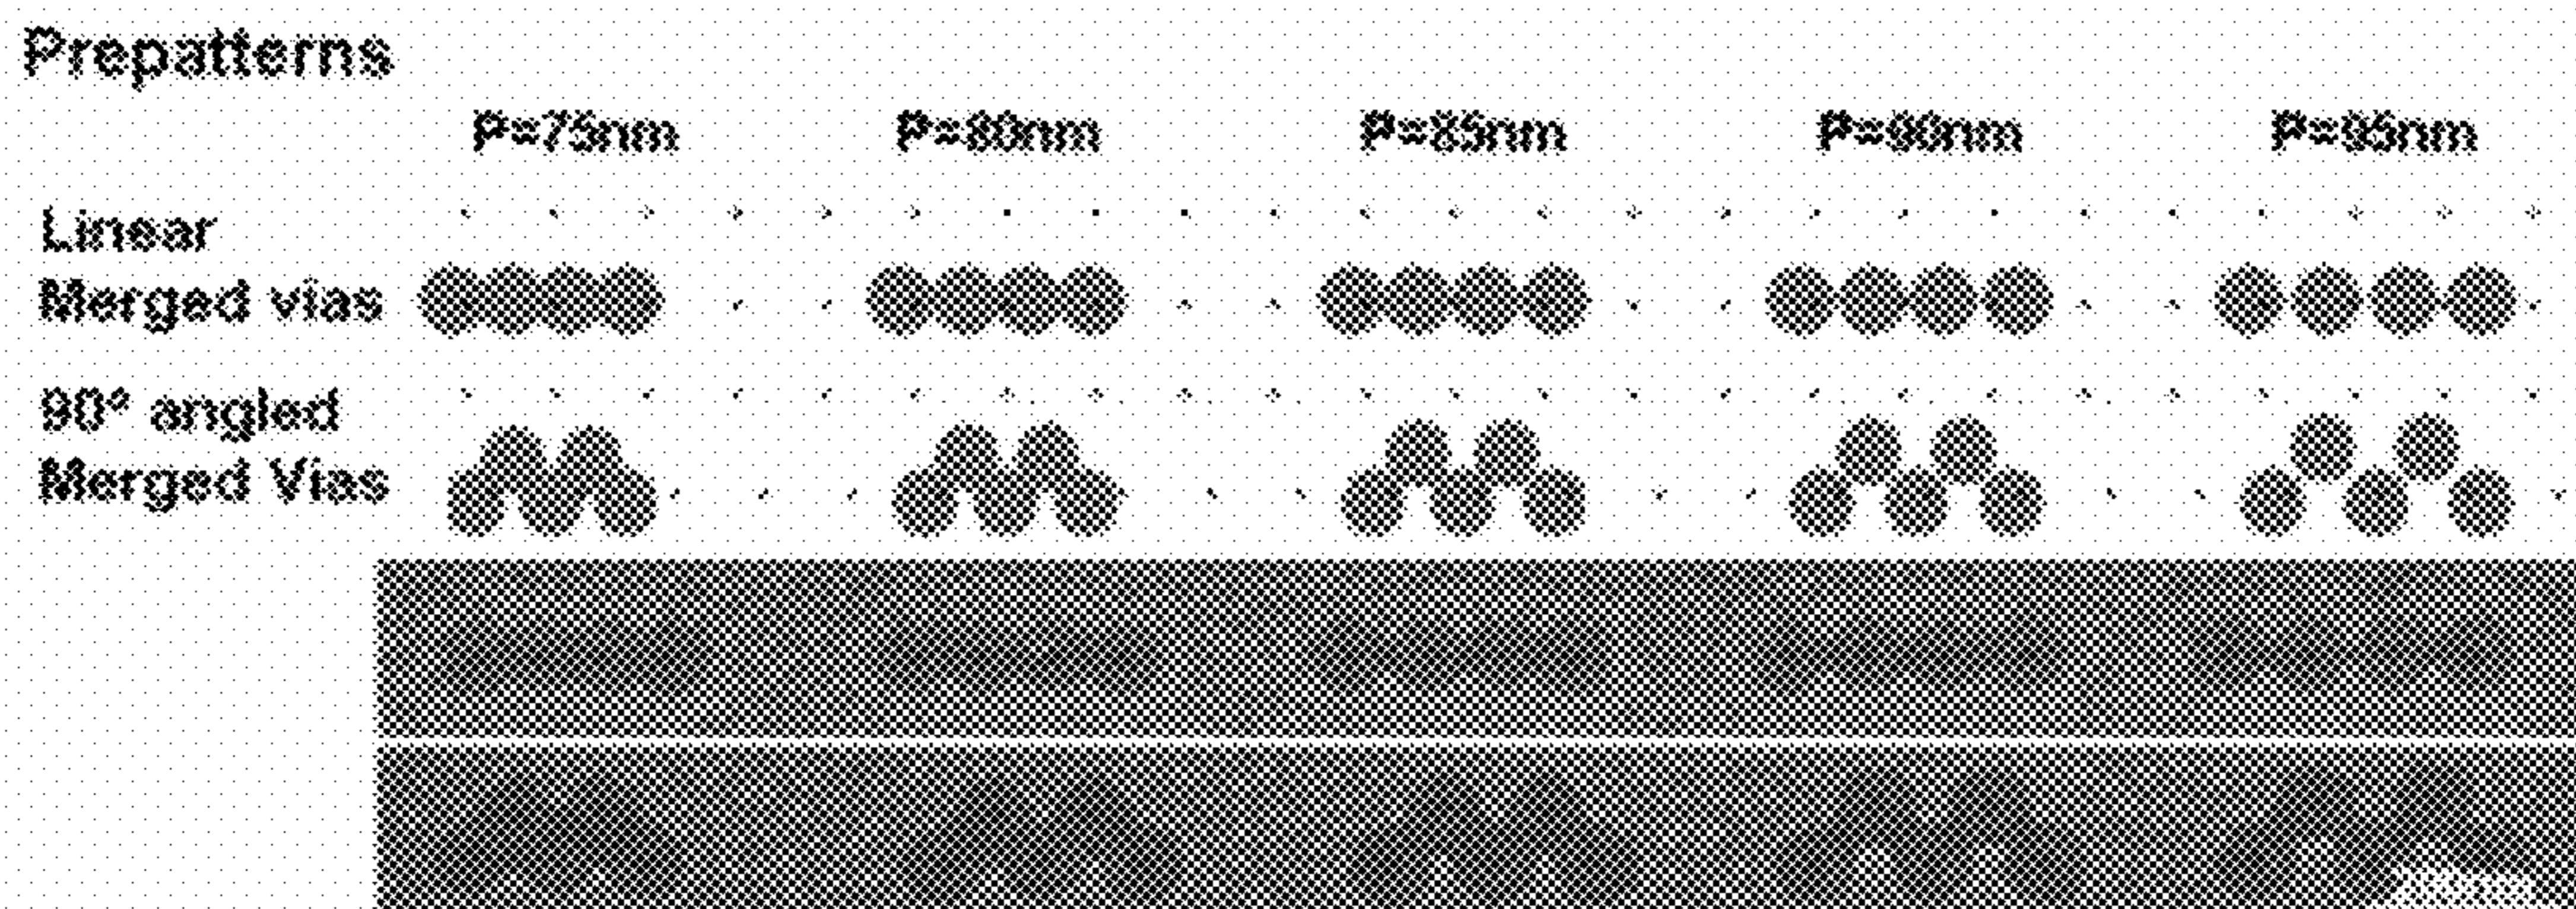 Prepatterns
P=75nm P=80nm P=85nm P=90nm P=95nm
Linear
Merged vias
90° angled
Merged Vias